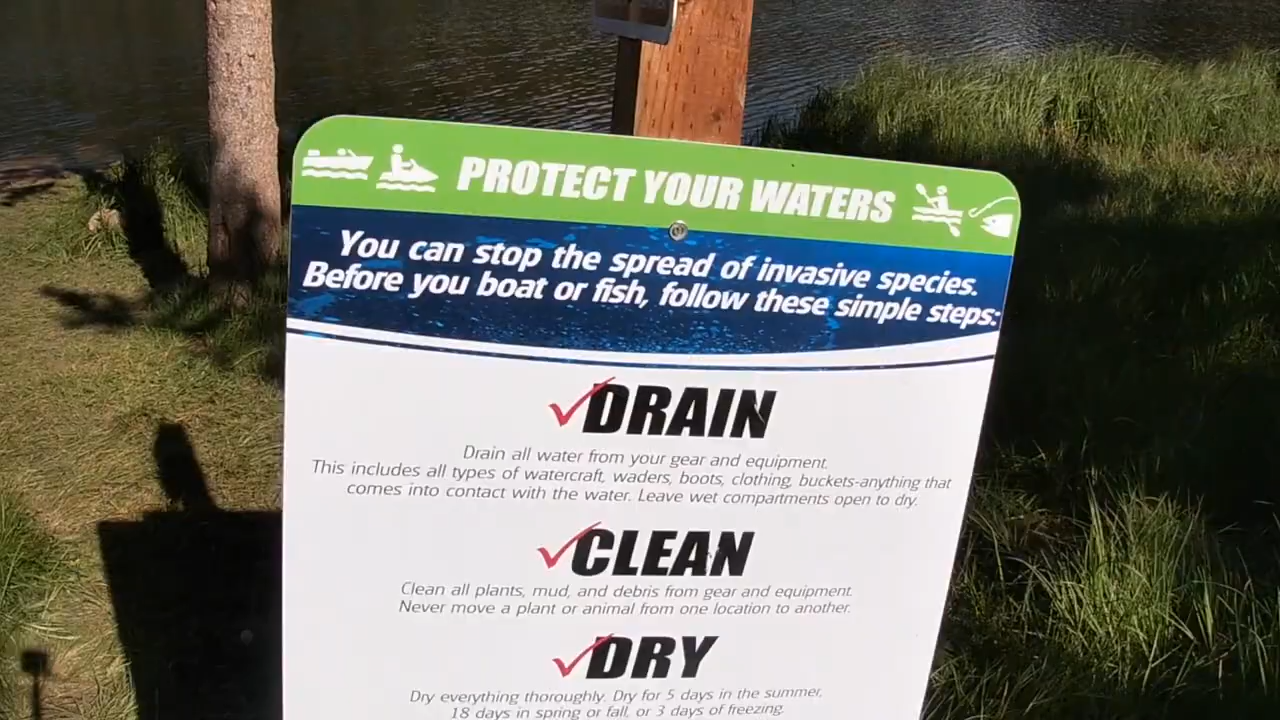 PROTECT YOUR WATERS
You can stop the spread of invasive species.
Before you boat or fish, follow these simple steps:
DRAIN
Drain all water from your gear and equipment.
This includes all types of watercraft, waders, boots, clothing, buckets-anything that
comes into contact with the water. Leave wet compartments open to dry.
CLEAN
Clean all plants, mud, and debris from gear and equipment.
Never move a plant or animal from one location to another.
DRY
Dry everything thoroughly. Dry for 5 days in the summer,
18 days in spring or fall, or 3 days of freezing.